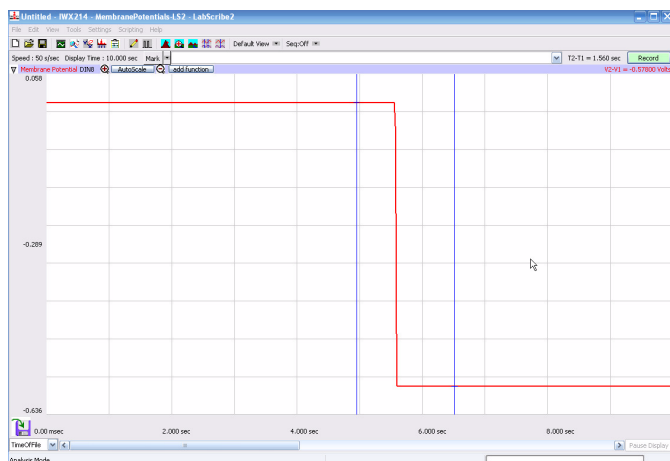 Untitled - IWX214 - MembranePotentials-LS2 - LabScribe2
File Edit View Tools Settings Scripting Help
Default View Seq:Off
Speed : 50 s/sec Display Time : 10.000 sec Mark T2-T1 = 1.560 sec Record
Membrane Potential DIN8 AutoScale add function V2-V1 = -0.57800 Volts
0.058
-0.289
-0.636
0.00 msec 2.000 sec 4.000 sec 6.000 sec 8.000 sec
TimeOfFile Pause Display
Analysis Mode